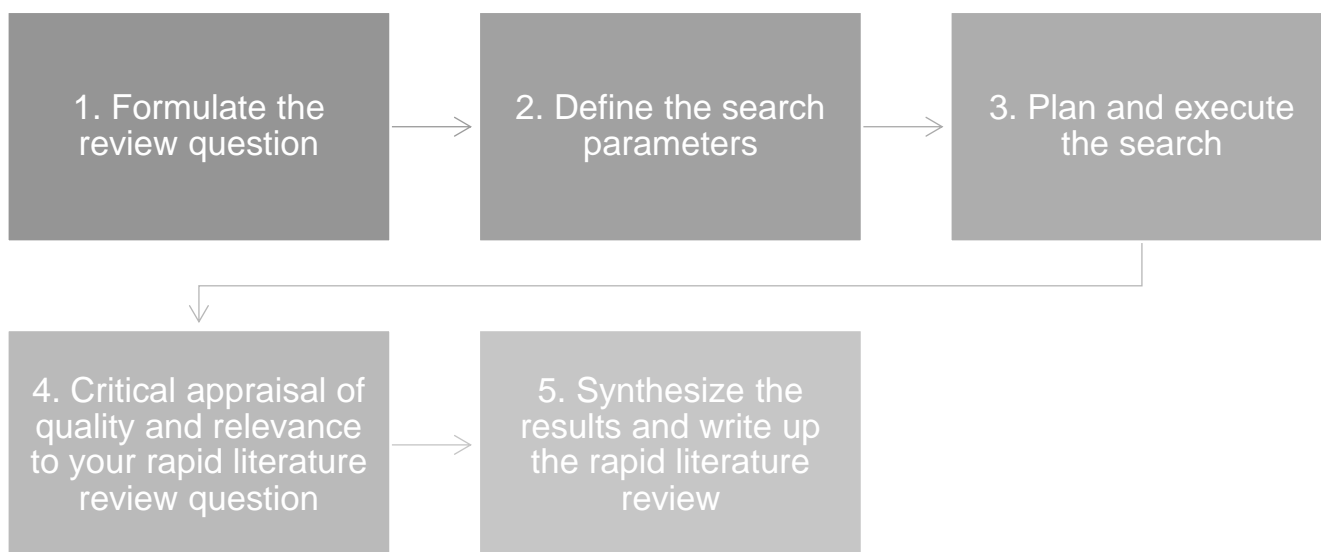 1. Formulate the
review question
2. Define the search
parameters
3. Plan and execute
the search
4. Critical appraisal of
quality and relevance
to your rapid literature
review question
5. Synthesize the
results and write up
the rapid literature
review